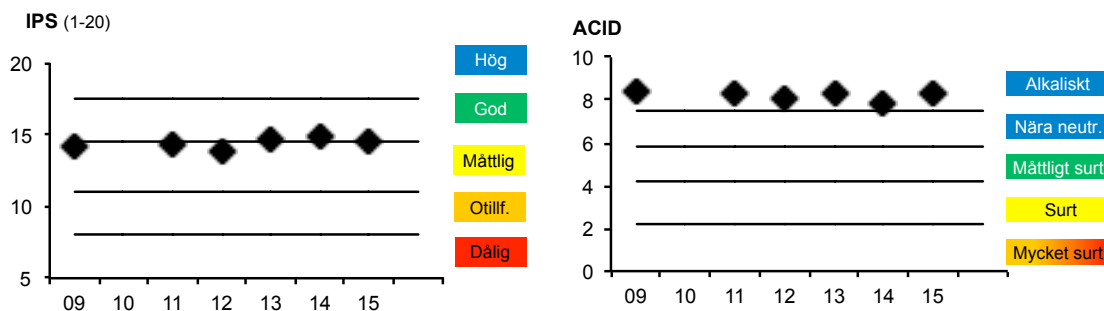 IPS (1-20)
20
15
10
5
09 10 11 12 13 14 15
Hög
God
Måttlig
Otillf.
Dålig
ACID
10
8
6
4
2
0
09 10 11 12 13 14 15
Alkaliskt
Nära neutr.
Måttligt surt
Surt
Mycket surt